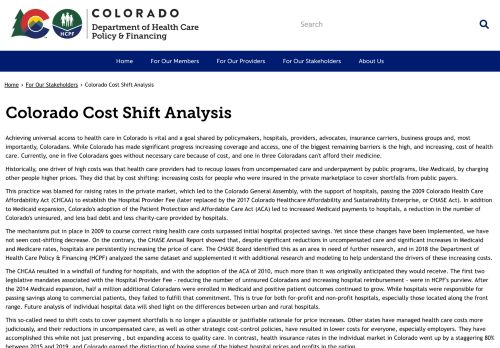 COLORADO
Department of Health Care
Policy & Financing
HCPF
Search
Home For Our Members For Our Providers For Our Stakeholders About Us
Home › For Our Stakeholders › Colorado Cost Shift Analysis
Colorado Cost Shift Analysis
Achieving universal access to health care in Colorado is vital and a goal shared by policymakers, hospitals, providers, advocates, insurance carriers, business groups and, most
importantly, Coloradans. While Colorado has made significant progress increasing coverage and access, one of the biggest remaining barriers is the high, and increasing, cost of health
care. Currently, one in five Coloradans goes without necessary care because of cost, and one in three Coloradans can't afford their medicine.
Historically, one driver of high costs was that health care providers had to recoup losses from uncompensated care and underpayment by public programs, like Medicaid, by charging
other people higher prices. They did that by cost shifting: increasing costs for people who were insured in the private marketplace to cover shortfalls from public payers.
This practice was blamed for raising rates in the private market, which led to the Colorado General Assembly, with the support of hospitals, passing the 2009 Colorado Health Care
Affordability Act (CHCAA) to establish the Hospital Provider Fee (later replaced by the 2017 Colorado Healthcare Affordability and Sustainability Enterprise, or CHASE Act). In addition
to Medicaid expansion, Colorado's adoption of the Patient Protection and Affordable Care Act (ACA) led to increased Medicaid payments to hospitals, a reduction in the number of
Colorado's uninsured, and less bad debt and less charity-care provided by hospitals.
The mechanisms put in place in 2009 to course correct rising health care costs surpassed initial hospital projected savings. Yet since these changes have been implemented, we have
not seen cost-shifting decrease. On the contrary, the CHASE Annual Report showed that, despite significant reductions in uncompensated care and significant increases in Medicaid
and Medicare rates, hospitals are persistently increasing the price of care. The CHASE Board identified this as an area in need of further research, and in 2018 the Department of
Health Care Policy & Financing (HCPF) analyzed the same dataset and supplemented it with additional research and modeling to help understand the drivers of these increasing costs.
The CHCAA resulted in a windfall of funding for hospitals, and with the adoption of the ACA of 2010, much more than it was originally anticipated they would receive. The first two
legislative mandates associated with the Hospital Provider Fee - reducing the number of uninsured Coloradans and increasing hospital reimbursement - were in HCPF's purview. After
the 2014 Medicaid expansion, half a million additional Coloradans were enrolled in Medicaid and positive patient outcomes continued to grow. While hospitals were responsible for
passing savings along to commercial patients, they failed to fulfill that commitment. This is true for both for-profit and non-profit hospitals, especially those located along the front
range. Future analysis of individual hospital data will shed light on the differences between urban and rural hospitals.
This so-called need to shift costs to cover payment shortfalls is no longer a plausible or justifiable rationale for price increases. Other states have managed health care costs more
judiciously, and their reductions in uncompensated care, as well as other strategic cost-control policies, have resulted in lower costs for everyone, especially employers. They have
accomplished this while not just preserving , but expanding access to quality care. In contrast, health insurance rates in the individual market in Colorado went up by a staggering 80%
between 2015 and 2019, and Colorado earned the distinction of having some of the highest hospital prices and profits in the nation.